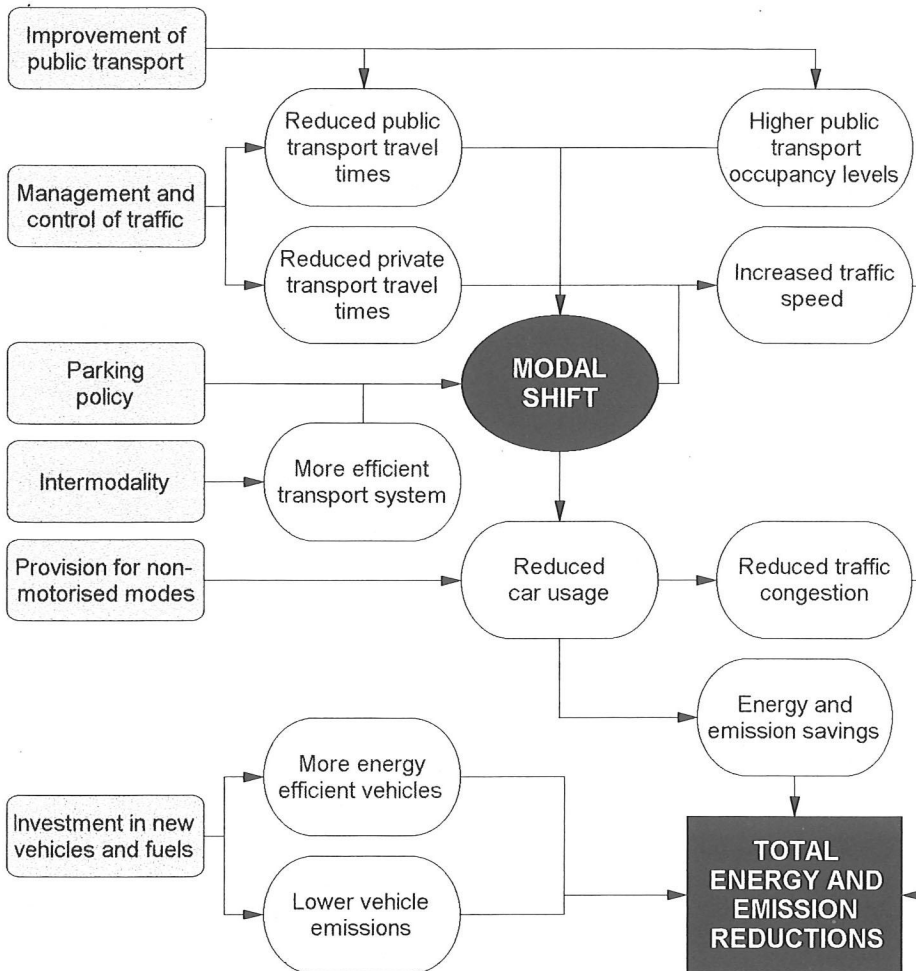 Improvement of
public transport
Reduced public
transport travel
times
Higher public
transport
occupancy levels
Management and
control of traffic
Reduced private
transport travel
times
Increased traffic
speed
Parking
policy
MODAL
SHIFT
Intermodality
More efficient
transport system
Provision for non-
motorised modes
Reduced
car usage
Reduced traffic
congestion
Energy and
emission savings
More energy
efficient vehicles
Investment in new
vehicles and fuels
Lower vehicle
emissions
TOTAL
ENERGY AND
EMISSION
REDUCTIONS